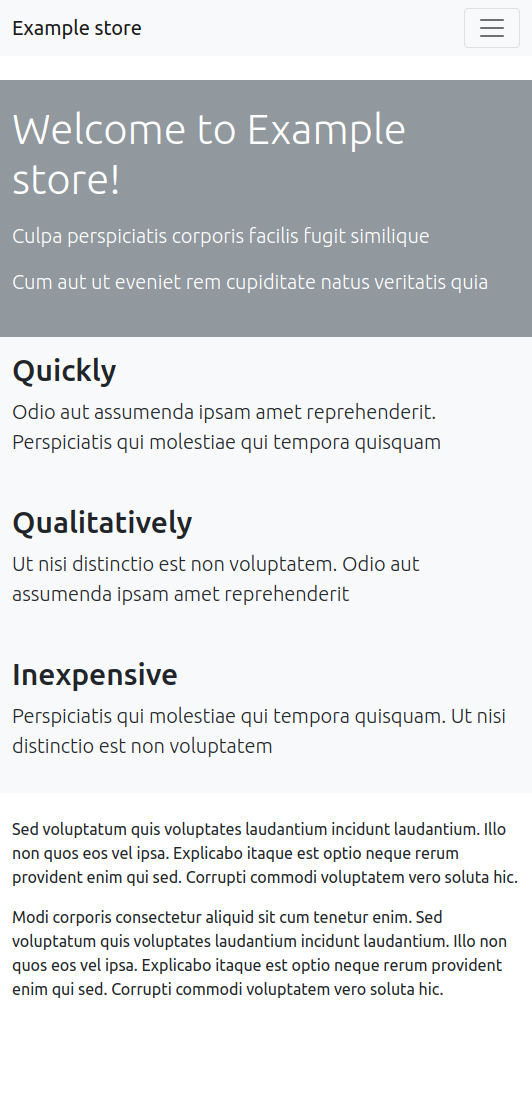 Example store
Welcome to Example
store!
Culpa perspiciatis corporis facilis fugit similique
Cum aut ut eveniet rem cupiditate natus veritatis quia
Quickly
Odio aut assumenda ipsam amet reprehenderit.
Perspiciatis qui molestiae qui tempora quisquam
Qualitatively
Ut nisi distinctio est non voluptatem. Odio aut
assumenda ipsam amet reprehenderit
Inexpensive
Perspiciatis qui molestiae qui tempora quisquam. Ut nisi
distinctio est non voluptatem
Sed voluptatum quis voluptates laudantium incidunt laudantium. Illo
non quos eos vel ipsa. Explicabo itaque est optio neque rerum
provident enim qui sed. Corrupti commodi voluptatem vero soluta hic.
Modi corporis consectetur aliquid sit cum tenetur enim. Sed
voluptatum quis voluptates laudantium incidunt laudantium. Illo non
quos eos vel ipsa. Explicabo itaque est optio neque rerum provident
enim qui sed. Corrupti commodi voluptatem vero soluta hic.